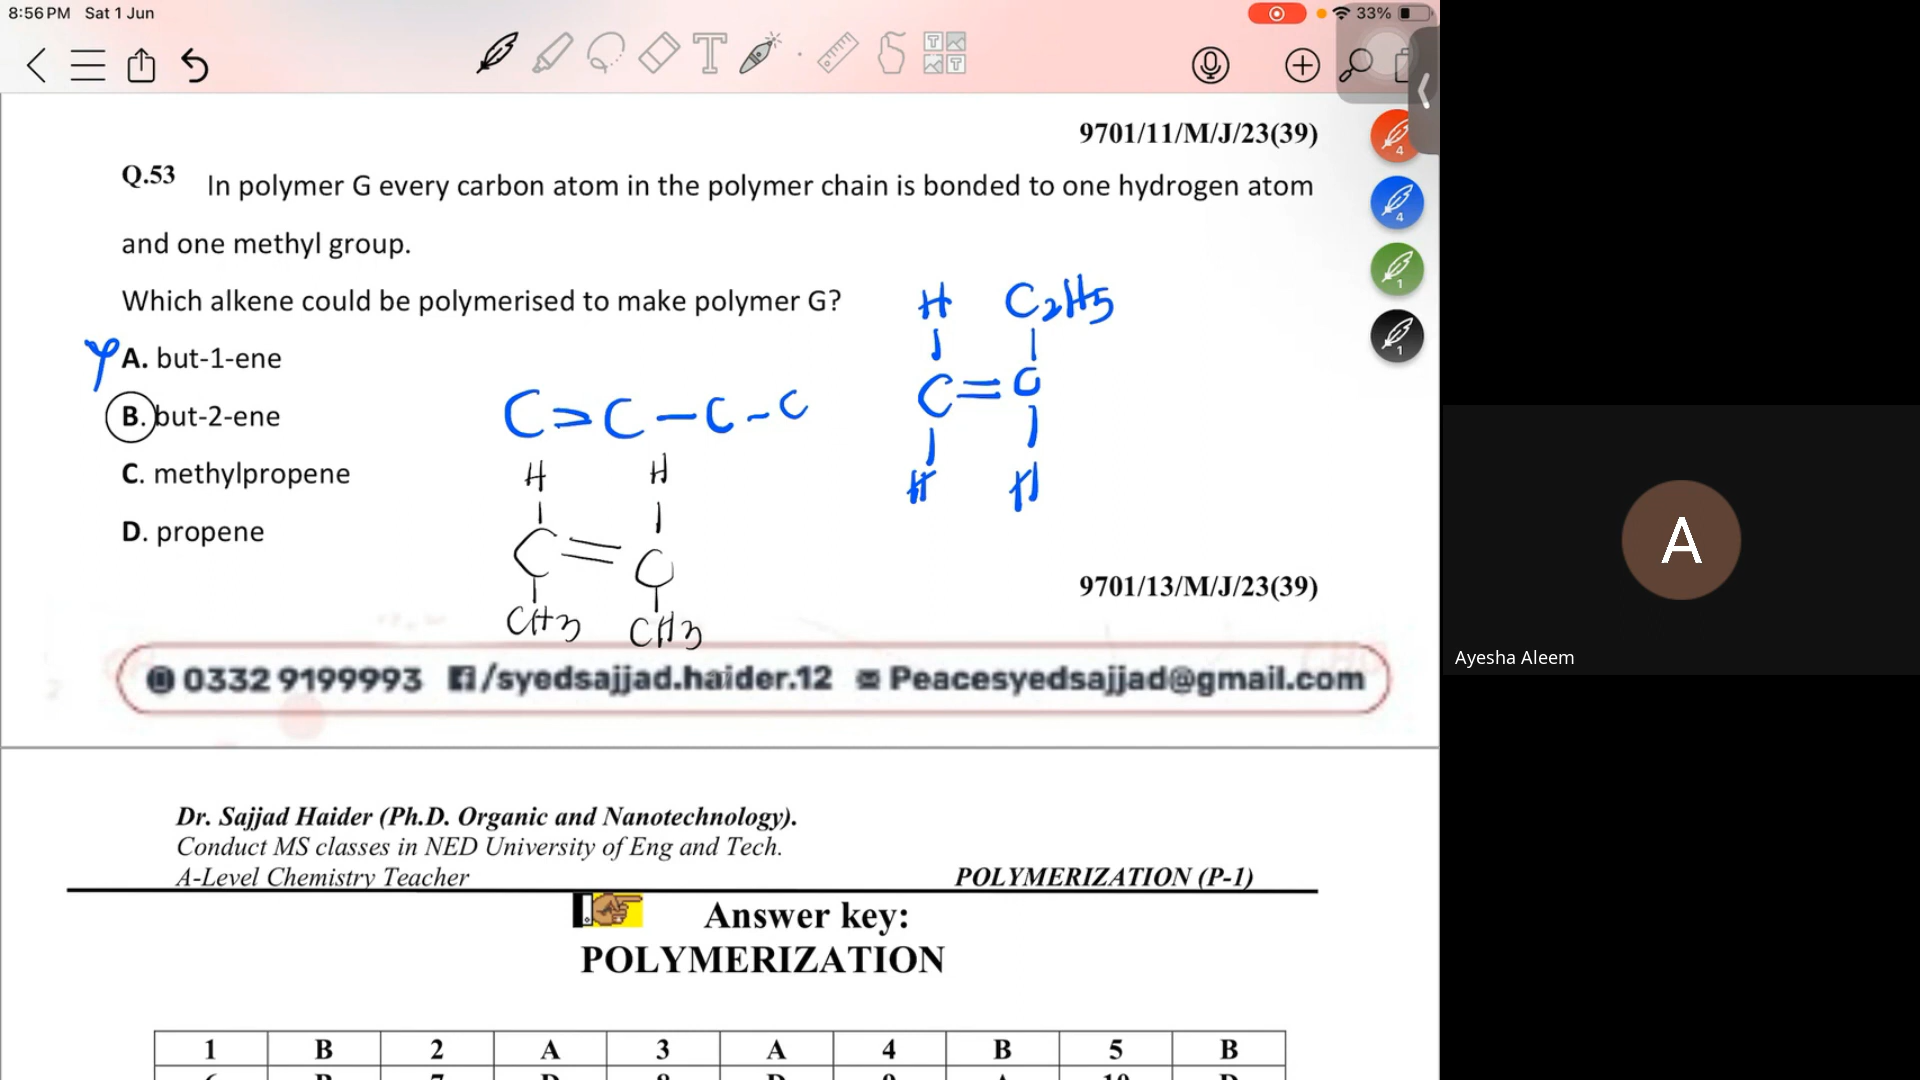 8:56 PM Sat 1 Jun
33%
9701/11/M/J/23(39)
Q.53 In polymer G every carbon atom in the polymer chain is bonded to one hydrogen atom
and one methyl group.
Which alkene could be polymerised to make polymer G?
A. but-1-ene
B. but-2-ene
C. methylpropene
D. propene
H C2H5
C=C
H H
C=C-C-C
H H
C=C
CH3 CH3
4
4
1
1
9701/13/M/J/23(39)
0332 9199993 /syedsajjad.haider.12 Peacesyedsajjad@gmail.com
Dr. Sajjad Haider (Ph.D. Organic and Nanotechnology).
Conduct MS classes in NED University of Eng and Tech.
A-Level Chemistry Teacher POLYMERIZATION (P-1)
Answer key:
POLYMERIZATION
1 B 2 A 3 A 4 B 5 B
A
Ayesha Aleem